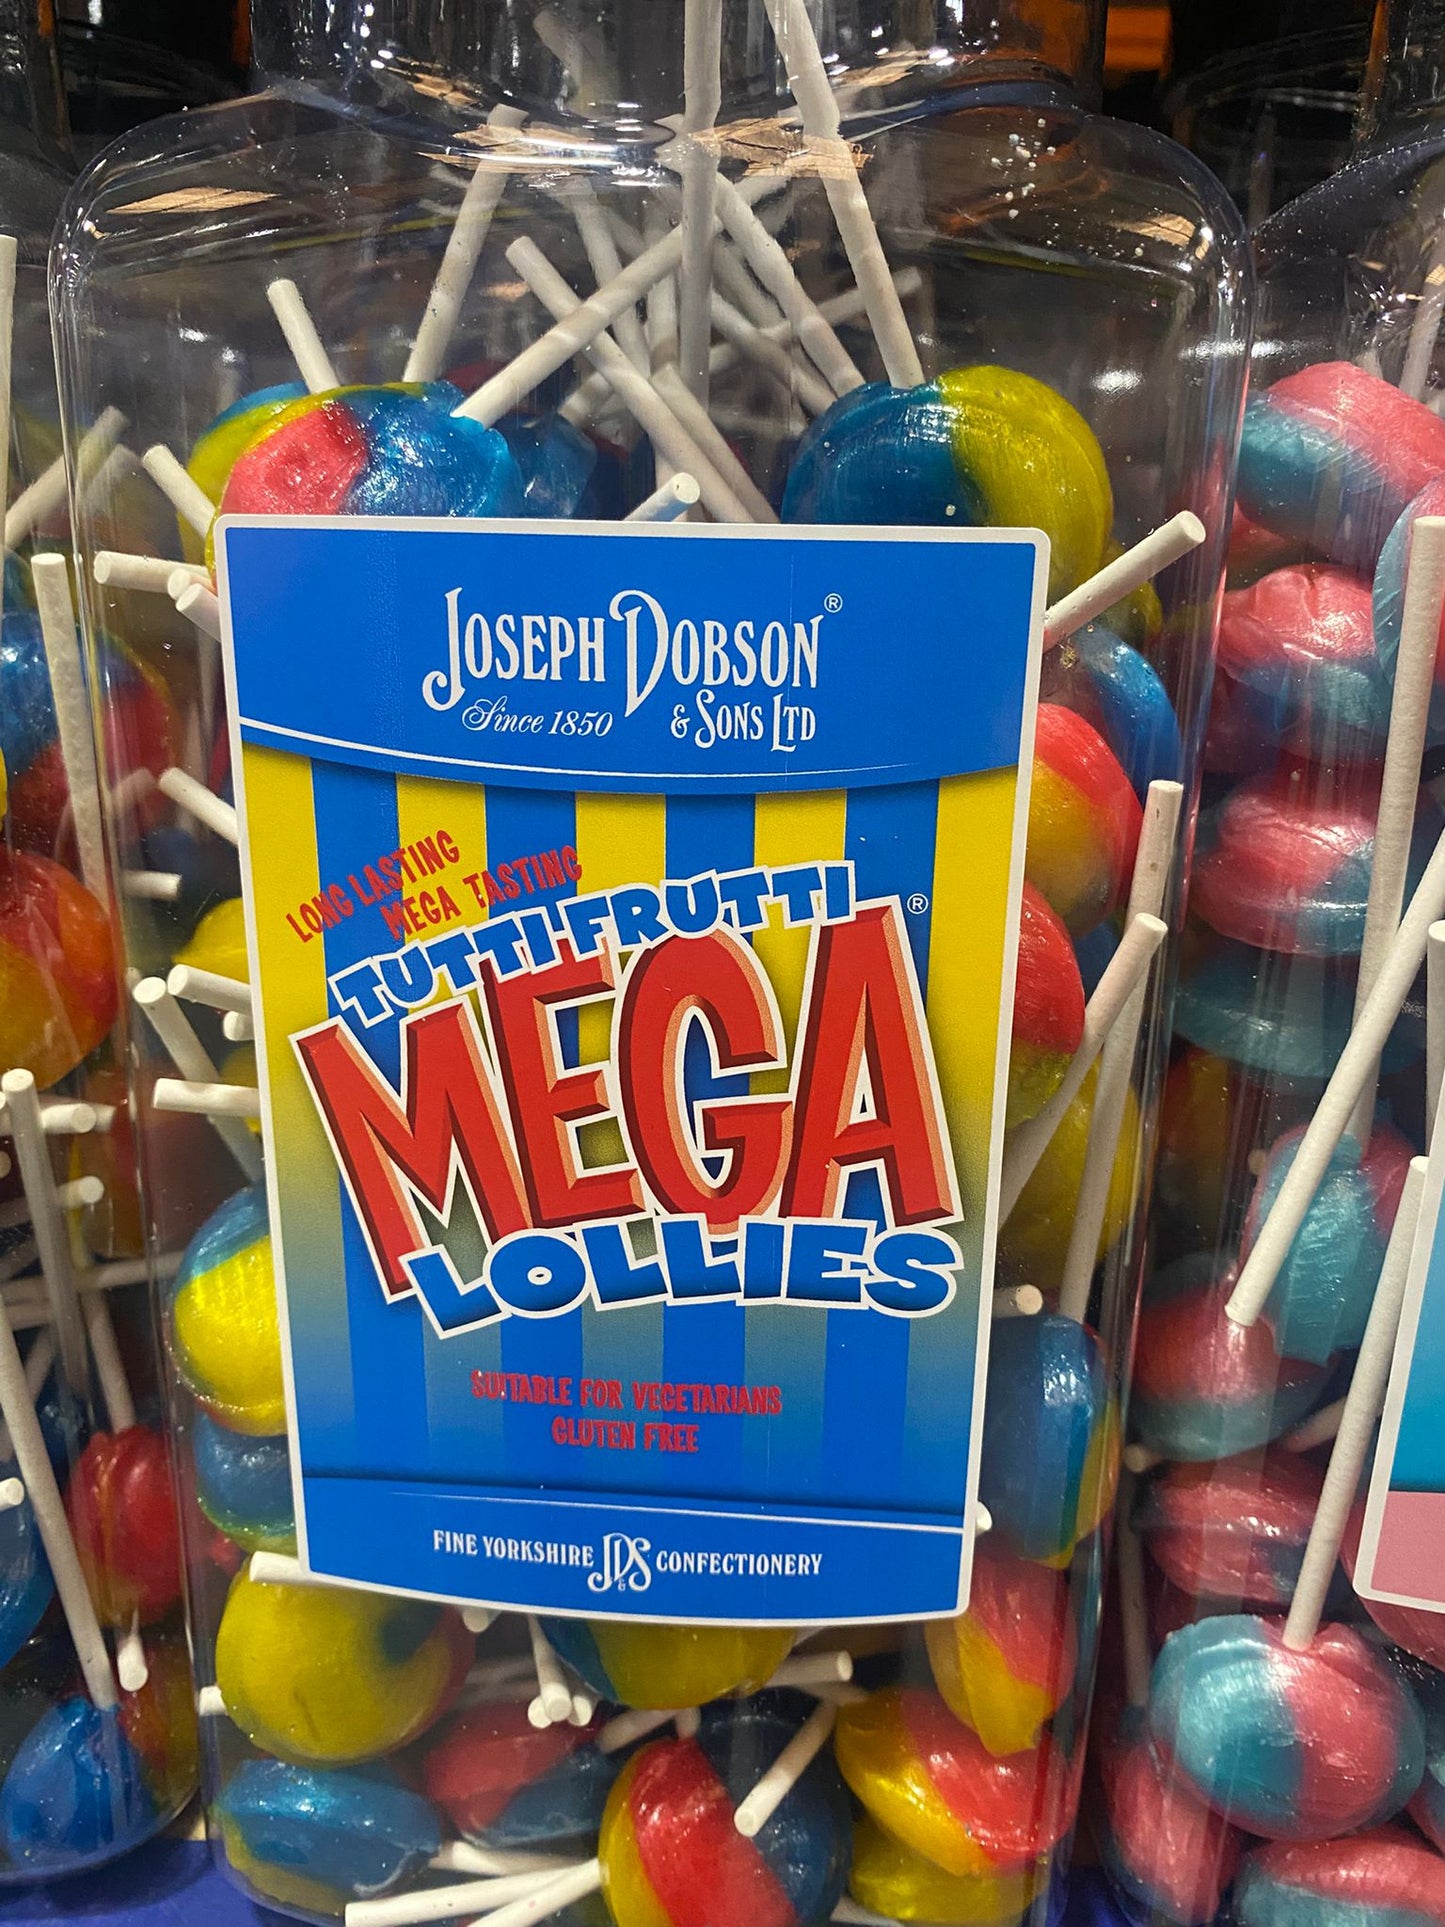 JOSEPH DOBSON®
Since 1850 & SONS LTD
LONG LASTING
MEGA TASTING
TUTTI FRUTTI
MEGA®
LOLLIES
SUITABLE FOR VEGETARIANS
GLUTEN FREE
FINE YORKSHIRE JD&S CONFECTIONERY